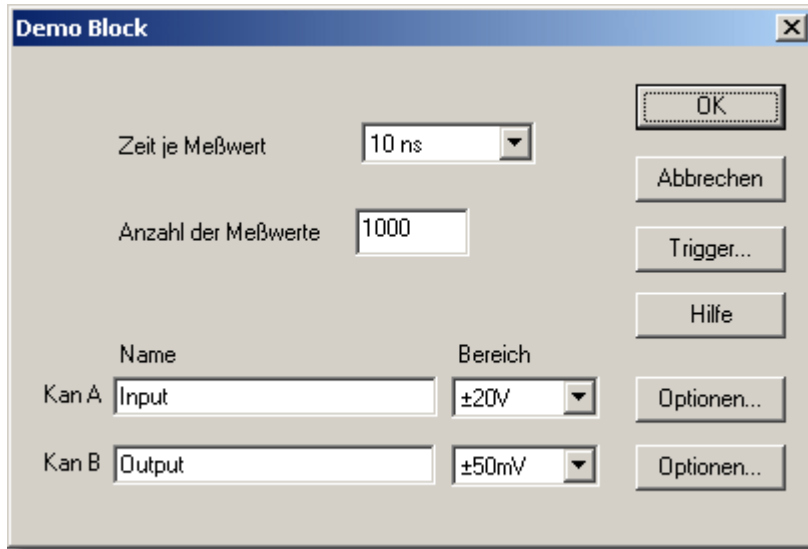 Demo Block
OK
Zeit je Meßwert 10 ns
Abbrechen
Anzahl der Meßwerte 1000
Trigger...
Hilfe
Name Bereich
Kan A Input ±20V Optionen...
Kan B Output ±50mV Optionen...